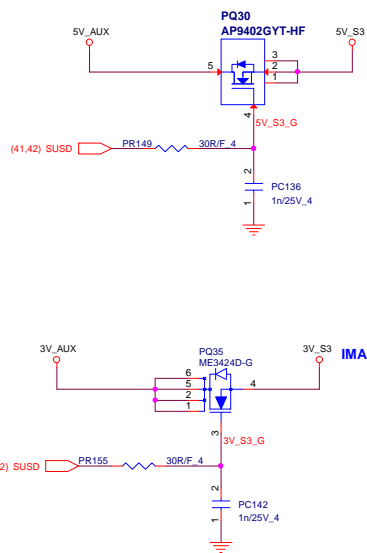 PQ30
AP9402GYT-HF
5V_AUX
5V_S3
3
5
2
1
4
5V_S3_G
(41,42) SUSD
PR149
30R/F_4
2
PC136
1n/25V_4
1
3V_AUX
PQ35
ME3424D-G
3V_S3
IMA
6
5
4
2
1
3
3V_S3_G
2) SUSD
PR155
30R/F_4
2
PC142
1n/25V_4
1